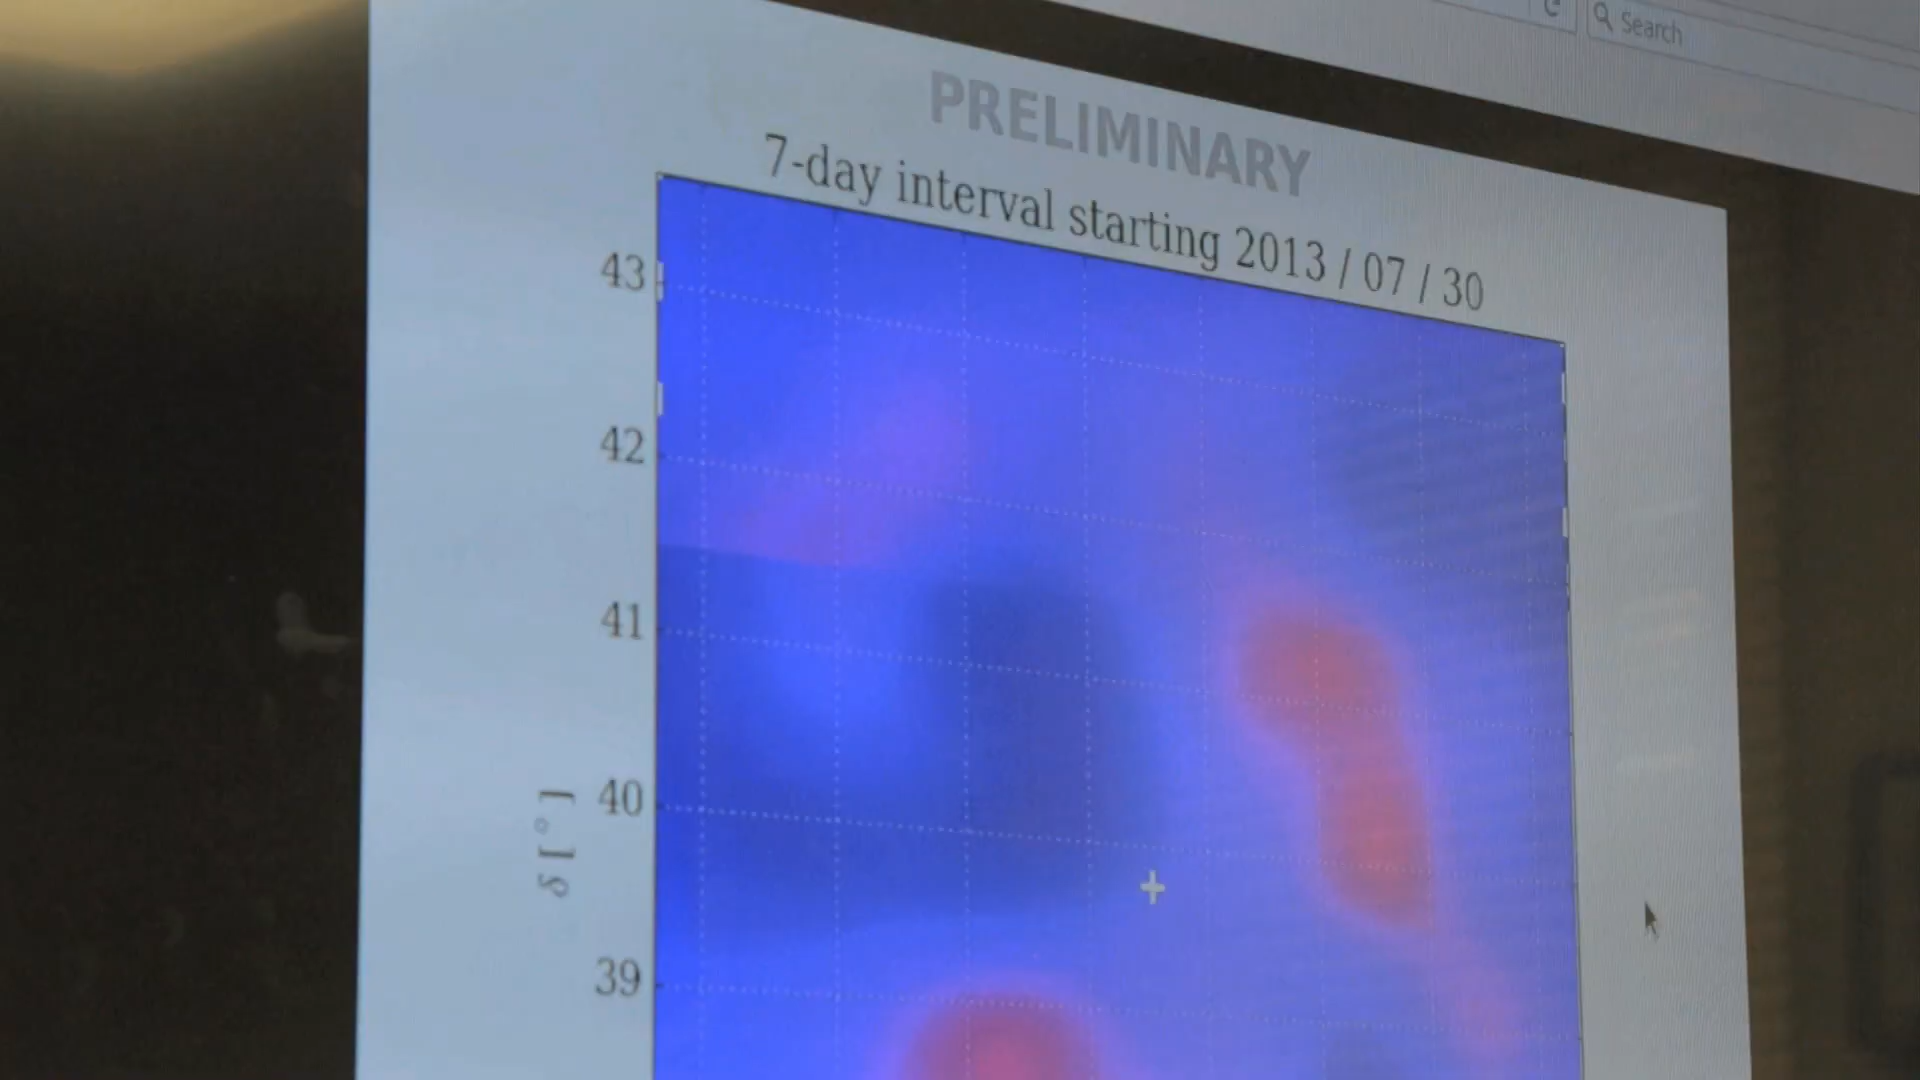 Search
PRELIMINARY
7-day interval starting 2013 / 07 / 30
43
42
41
40
39
δ [°]